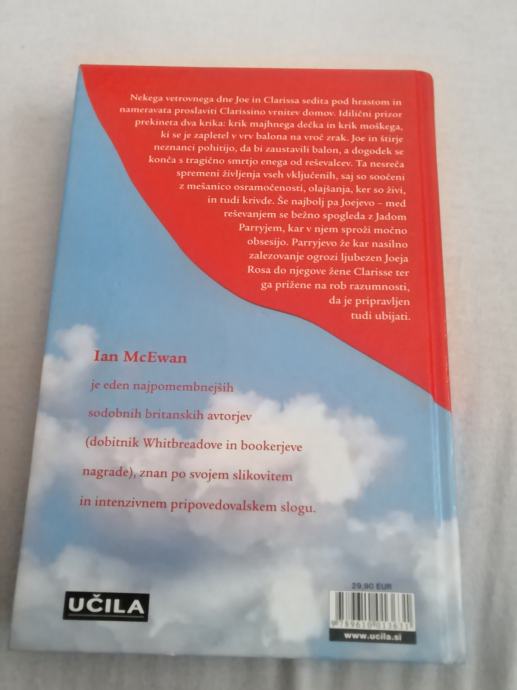 Nekega vetrovnega dne Joe in Clarissa sedita pod hrastom in
nameravata proslaviti Clarissino vrnitev domov. Idilični prizor
prekineta dva krika: krik majhnega dečka in krik moškega,
ki se je zapletel v vrv balona na vroč zrak. Joe in štirje
neznanci pohitijo, da bi zaustavili balon, a dogodek se
konča s tragično smrtjo enega od reševalcev. Ta nesreča
spremeni življenja vseh vključenih, saj so soočeni
z mešanico osramočenosti, olajšanja, ker so živi,
in tudi krivde. Še najbolj pa Joejevo – med
reševanjem se bežno spogleda z Jadom
Parryjem, kar v njem sproži močno
obsesijo. Parryjevo že kar nasilno
zalezovanje ogrozi ljubezen Joeja
Rosa do njegove žene Clarisse ter
ga prižene na rob razumnosti,
da je pripravljen
tudi ubijati.
Ian McEwan
je eden najpomembnejših
sodobnih britanskih avtorjev
(dobitnik Whitbreadove in bookerjeve
nagrade), znan po svojem slikovitem
in intenzivnem pripovedovalskem slogu.
UČILA
29,90 EUR
9 789610 013631
www.ucila.si